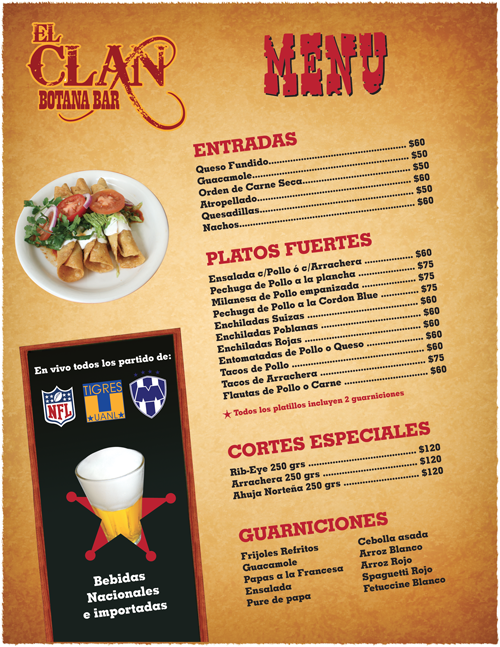 EL
CLAN
BOTANA BAR
MENU
ENTRADAS
Queso Fundido.................................................. $60
Guacamole......................................................... $50
Orden de Carne Seca........................................ $50
Atropellado........................................................ $60
Quesadillas........................................................ $50
Nachos............................................................... $60
PLATOS FUERTES
Ensalada c/Pollo ó c/Arrachera .................. $60
Pechuga de Pollo a la plancha ..................... $75
Milanesa de Pollo empanizada ..................... $75
Pechuga de Pollo a la Cordon Blue .............. $75
Enchiladas Suizas ........................................ $60
Enchiladas Poblanas ..................................... $60
Enchiladas Rojas .......................................... $60
Entomatadas de Pollo o Queso ..................... $60
Tacos de Pollo ................................................ $60
Tacos de Arrachera ....................................... $75
Flautas de Pollo o Carne ............................... $60
Todos los platillos incluyen 2 guarniciones
CORTES ESPECIALES
Rib-Eye 250 grs ........................................ $120
Arrachera 250 grs ..................................... $120
Ahuja Norteña 250 grs .............................. $120
GUARNICIONES
Frijoles Refritos
Guacamole
Papas a la Francesa
Ensalada
Pure de papa
Cebolla asada
Arroz Blanco
Arroz Rojo
Spaguetti Rojo
Fetuccine Blanco
En vivo todos los partido de:
NFL
TIGRES
UANL
Bebidas
Nacionales
e importadas